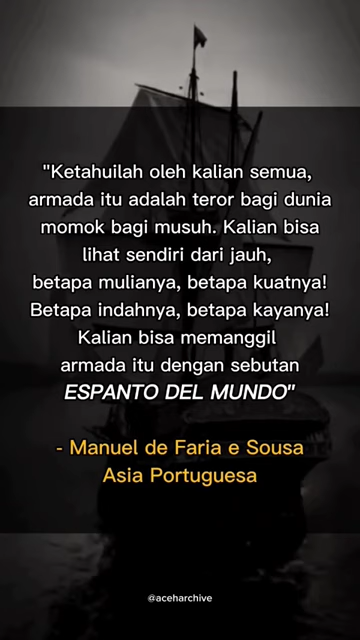 "Ketahuilah oleh kalian semua,
armada itu adalah teror bagi dunia
momok bagi musuh. Kalian bisa
lihat sendiri dari jauh,
betapa mulianya, betapa kuatnya!
Betapa indahnya, betapa kayanya!
Kalian bisa memanggil
armada itu dengan sebutan
ESPANTO DEL MUNDO"
- Manuel de Faria e Sousa
Asia Portuguesa
@aceharchive